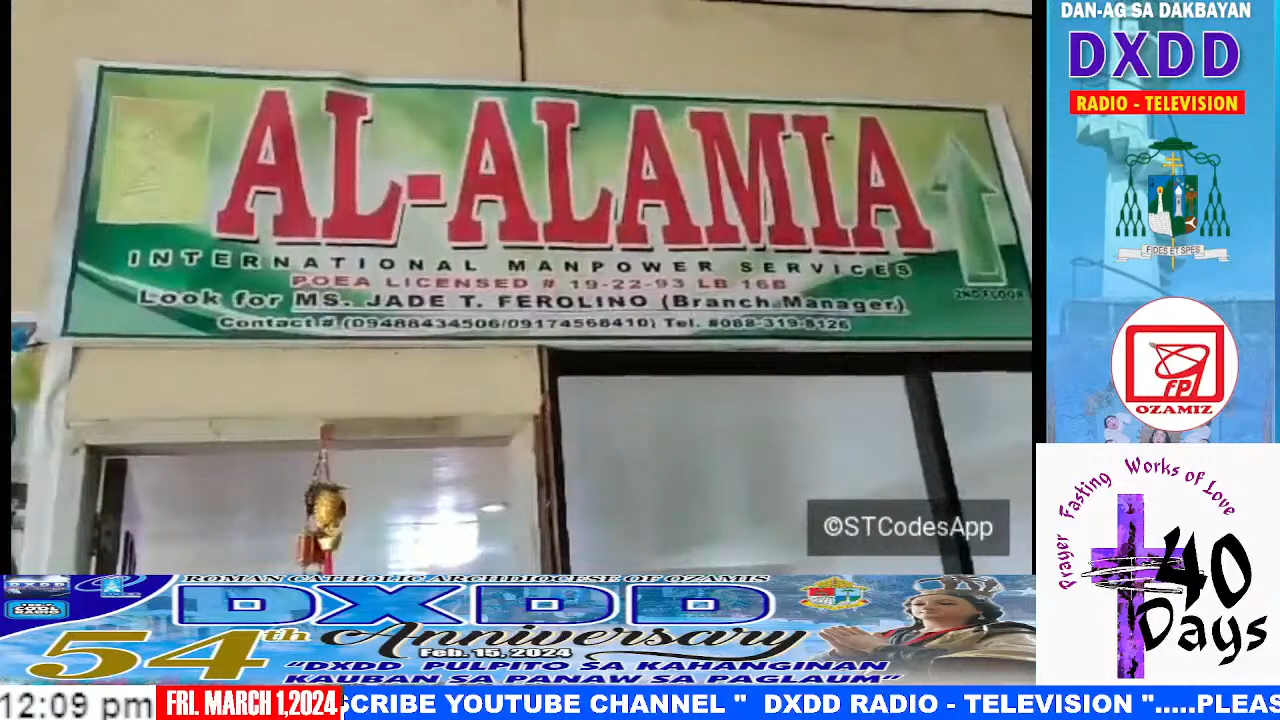 AL-ALAMIA
INTERNATIONAL MANPOWER SERVICES
POEA LICENSED # 19-22-93 LB 16B
Look for MS. JADE T. FEROLINO (Branch Manager)
Contact # (09488434506/09174568410) Tel. #088-319-5126
2ND FLOOR
©STCodesApp
DAN-AG SA DAKBAYAN
DXDD
RADIO - TELEVISION
FIDES ET SPES
FP
OZAMIZ
Prayer Fasting Works of Love
40
Days
ROMAN CATHOLIC ARCHDIOCESE OF OZAMIS
DXDD
54th Anniversary
Feb. 15, 2024
"DXDD PULPITO SA KAHANGINAN
KAUBAN SA PANAW SA PAGLAUM"
12:09 pm
FRI. MARCH 1,2024
SCRIBE YOUTUBE CHANNEL " DXDD RADIO - TELEVISION ".....PLEAS